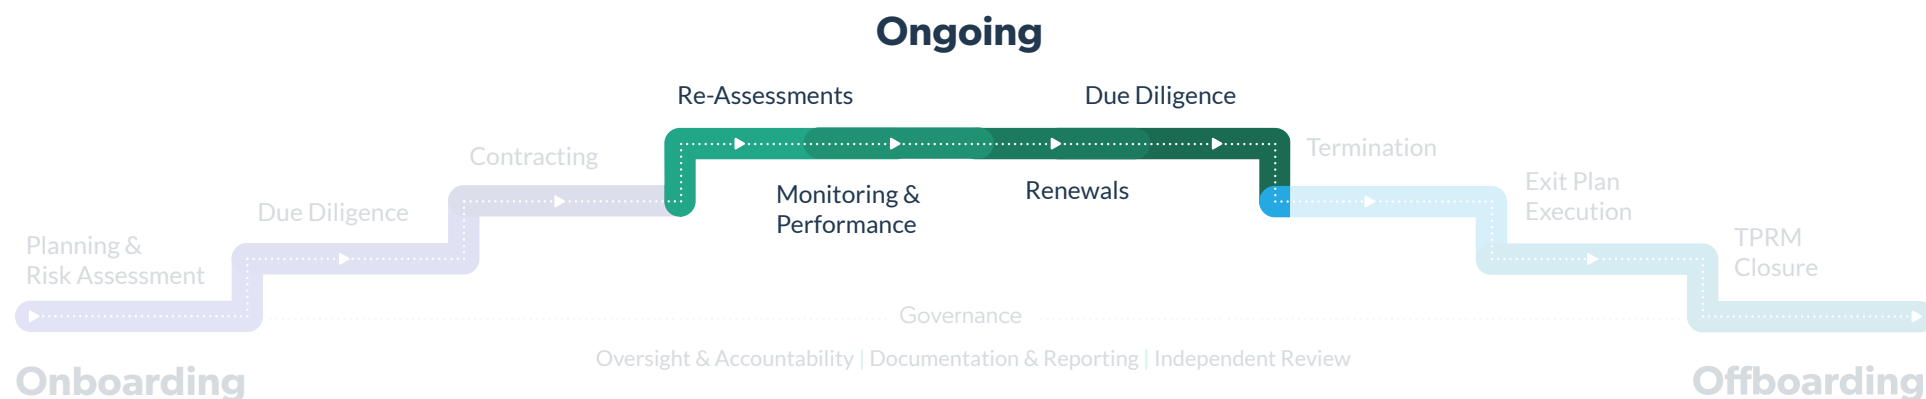 Ongoing
Re-Assessments
Due Diligence
Contracting
Termination
Monitoring &
Performance
Renewals
Due Diligence
Exit Plan
Execution
Planning &
Risk Assessment
TPRM
Closure
Governance
Oversight & Accountability | Documentation & Reporting | Independent Review
Onboarding
Offboarding